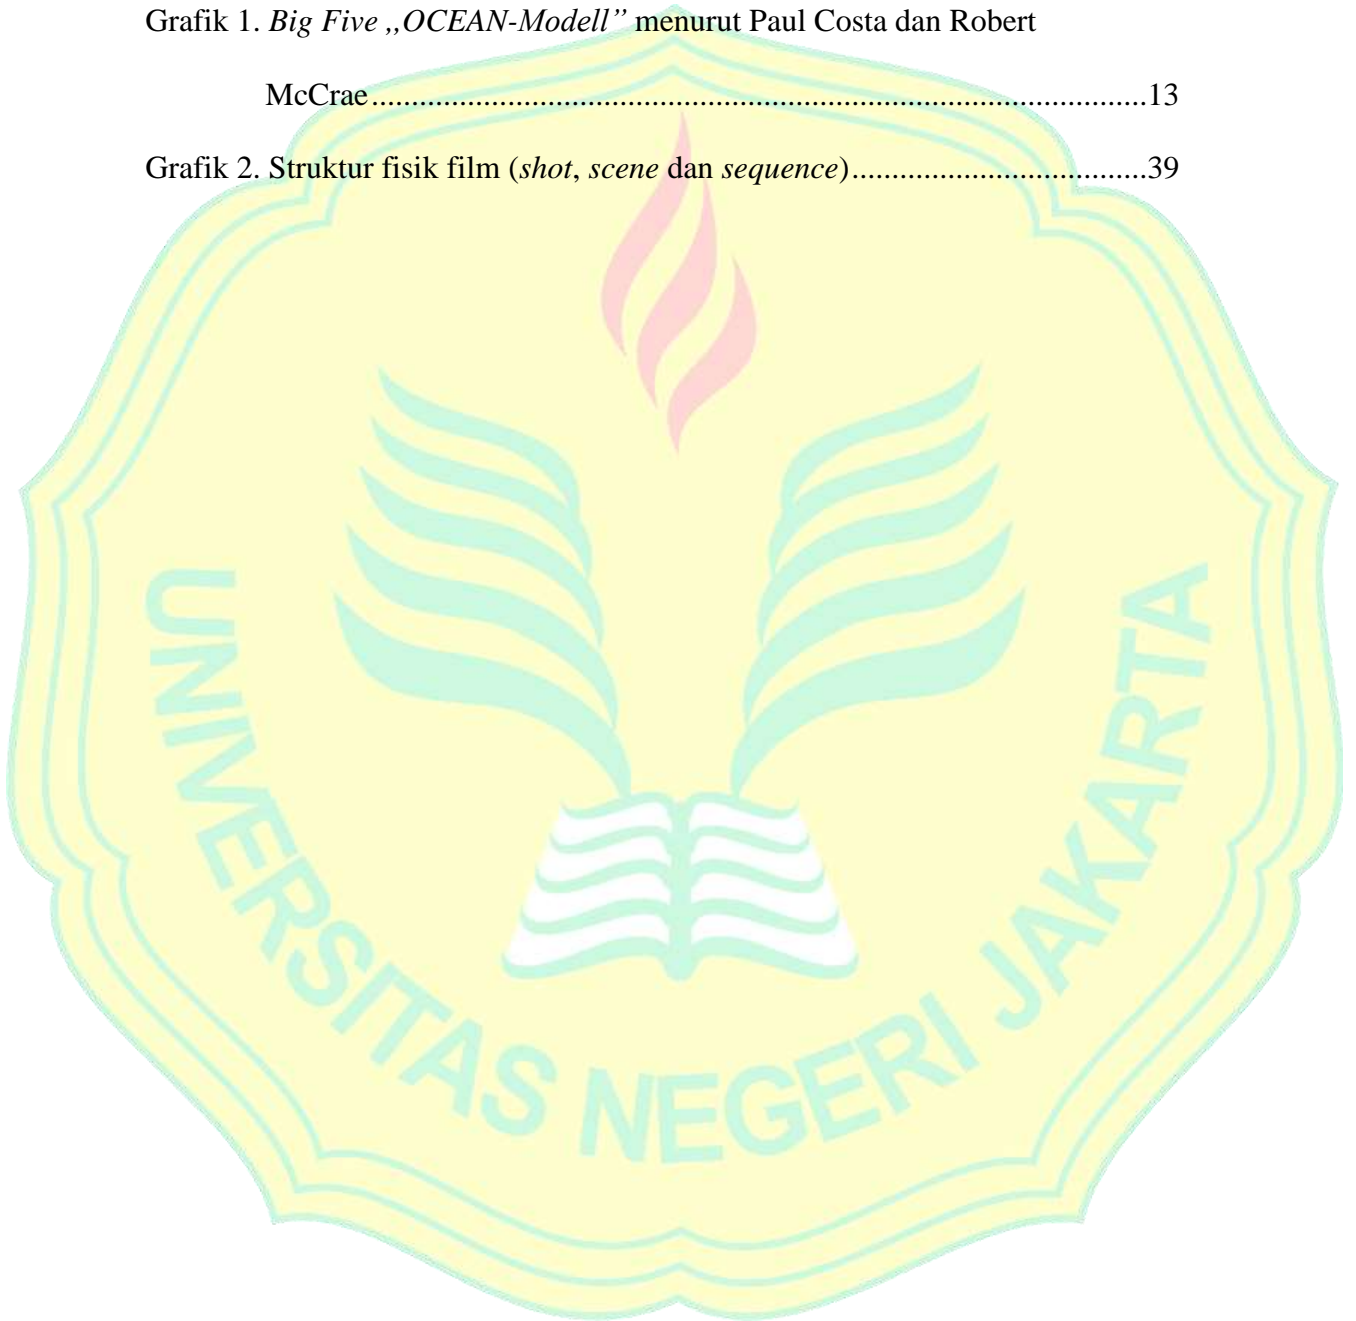 Grafik 1. Big Five ,,OCEAN-Modell” menurut Paul Costa dan Robert
McCrae.................................................................................................13
Grafik 2. Struktur fisik film (shot, scene dan sequence).....................................39
UNIVERSITAS NEGERI JAKARTA